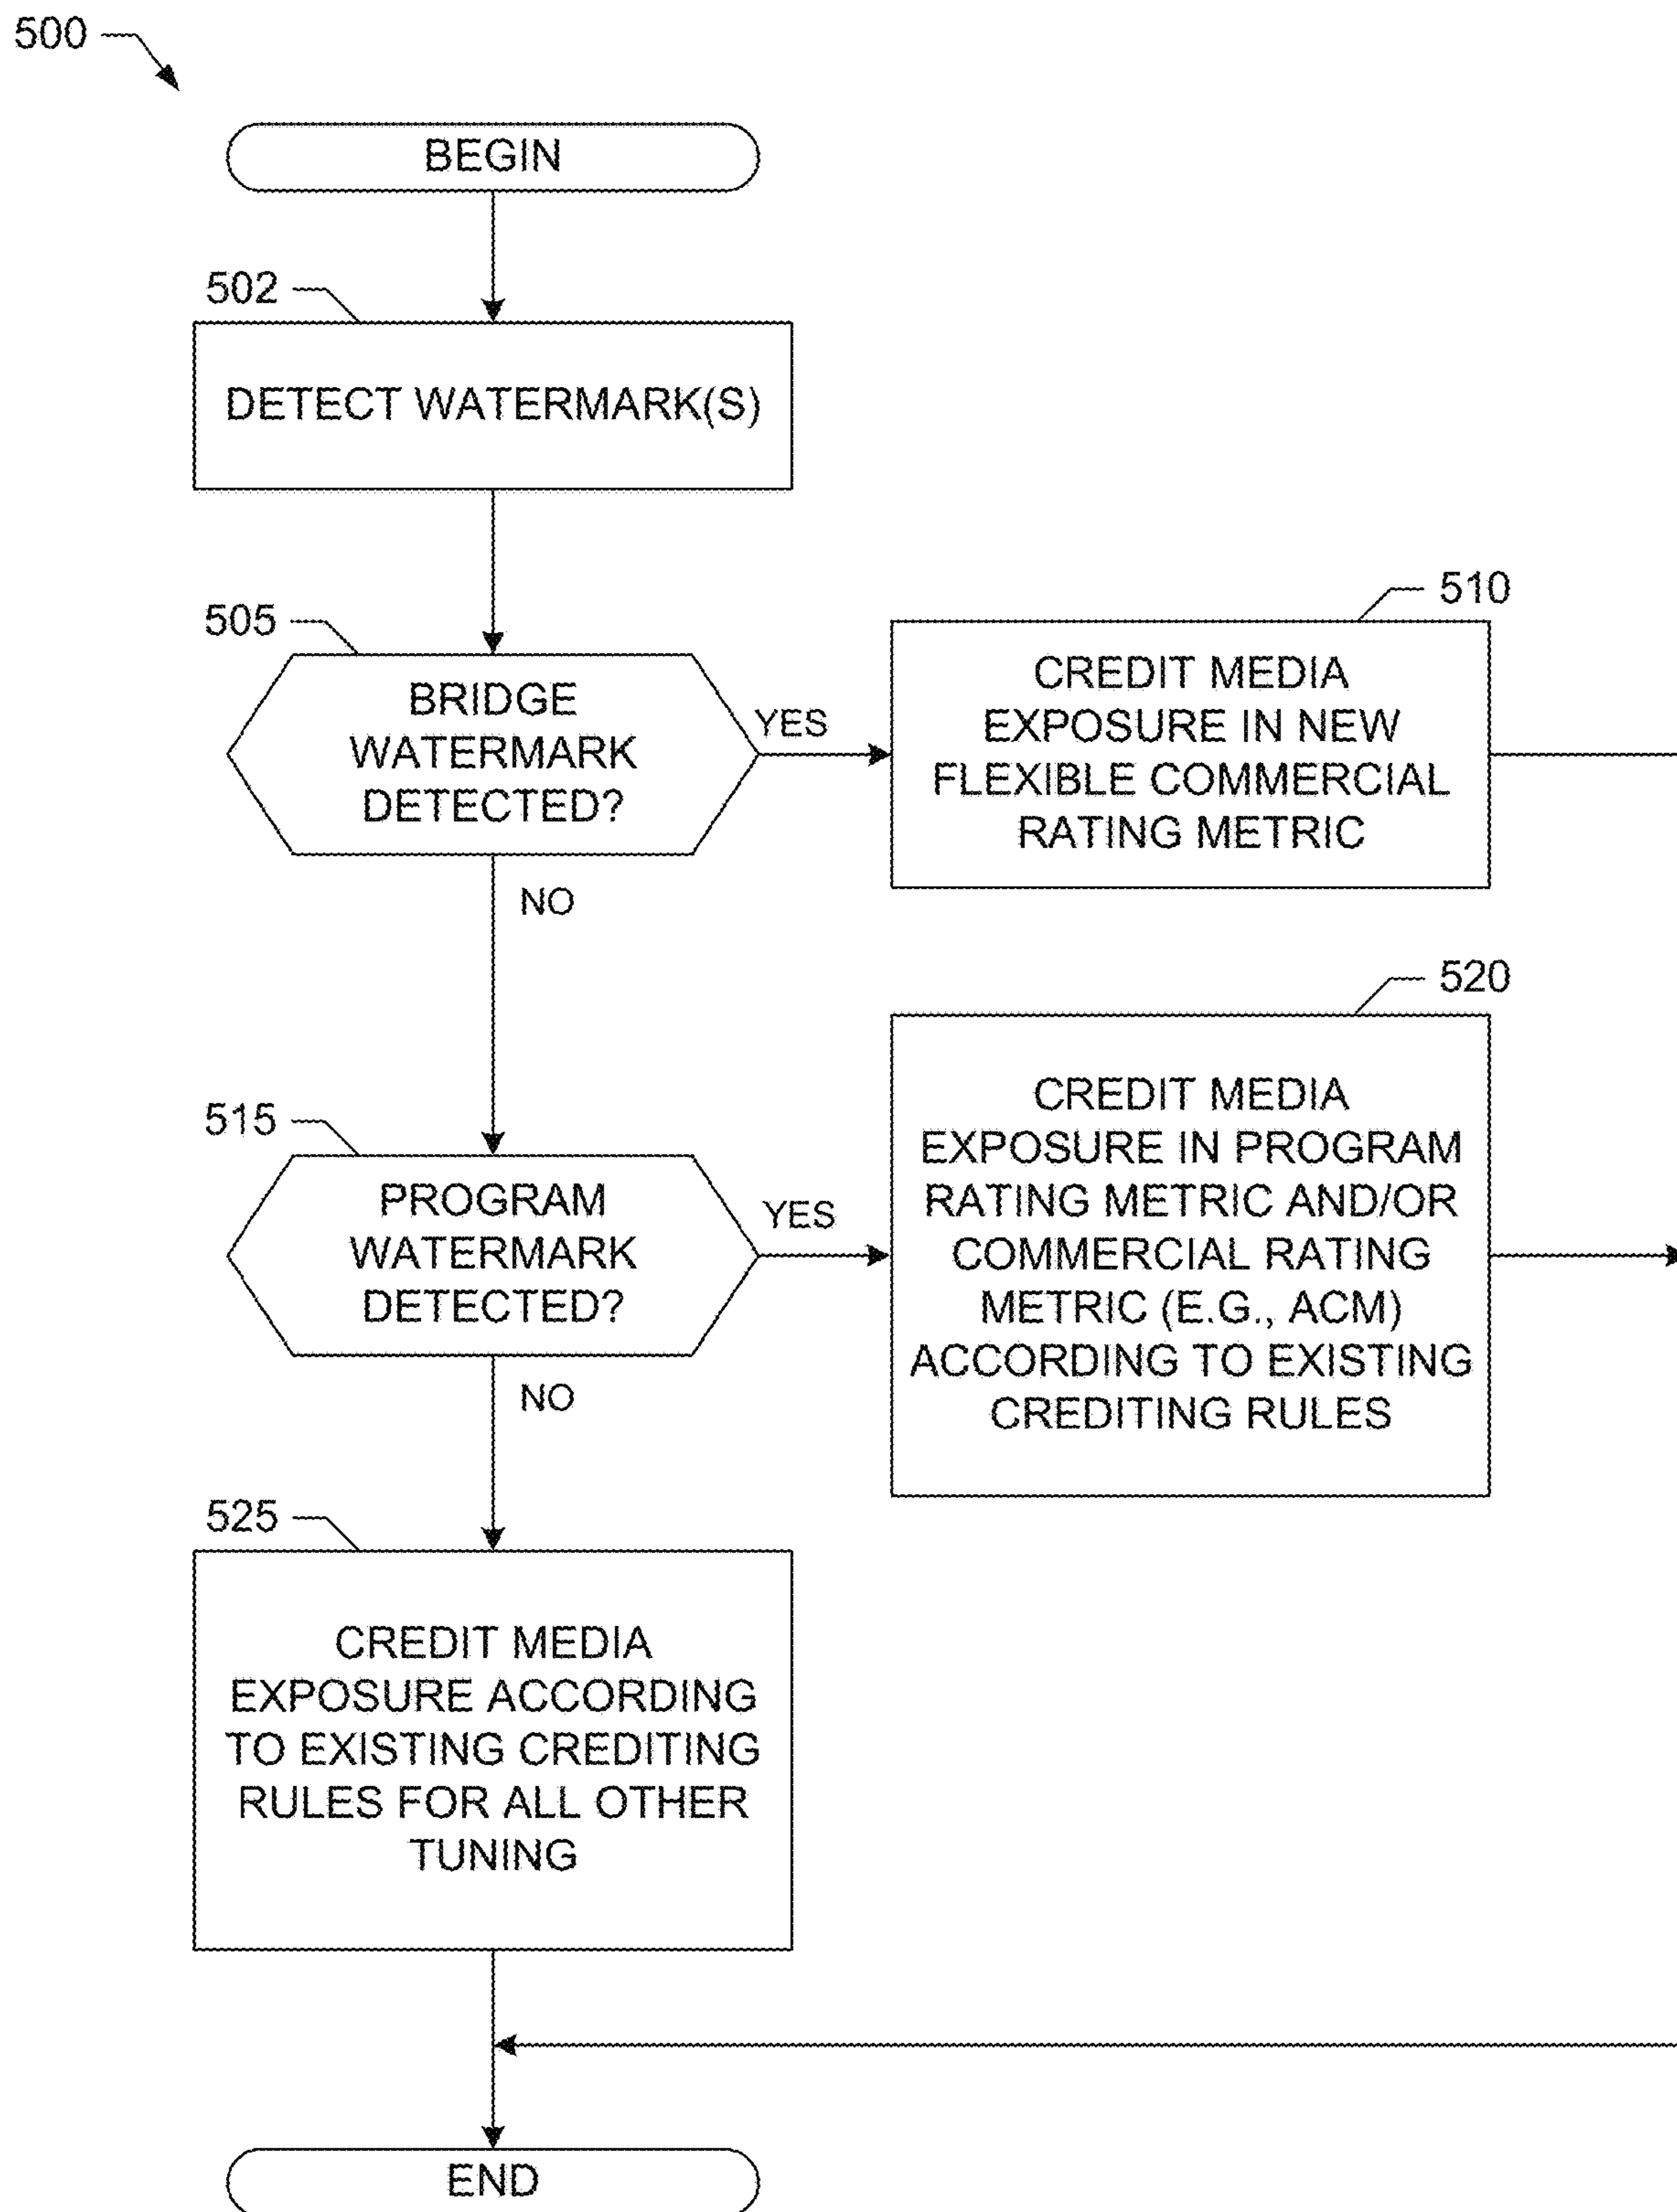 500
BEGIN
502
DETECT WATERMARK(S)
505
BRIDGE
WATERMARK
DETECTED?
YES
510
CREDIT MEDIA
EXPOSURE IN NEW
FLEXIBLE COMMERCIAL
RATING METRIC
NO
515
PROGRAM
WATERMARK
DETECTED?
YES
520
CREDIT MEDIA
EXPOSURE IN PROGRAM
RATING METRIC AND/OR
COMMERCIAL RATING
METRIC (E.G., ACM)
ACCORDING TO EXISTING
CREDITING RULES
NO
525
CREDIT MEDIA
EXPOSURE ACCORDING
TO EXISTING CREDITING
RULES FOR ALL OTHER
TUNING
END